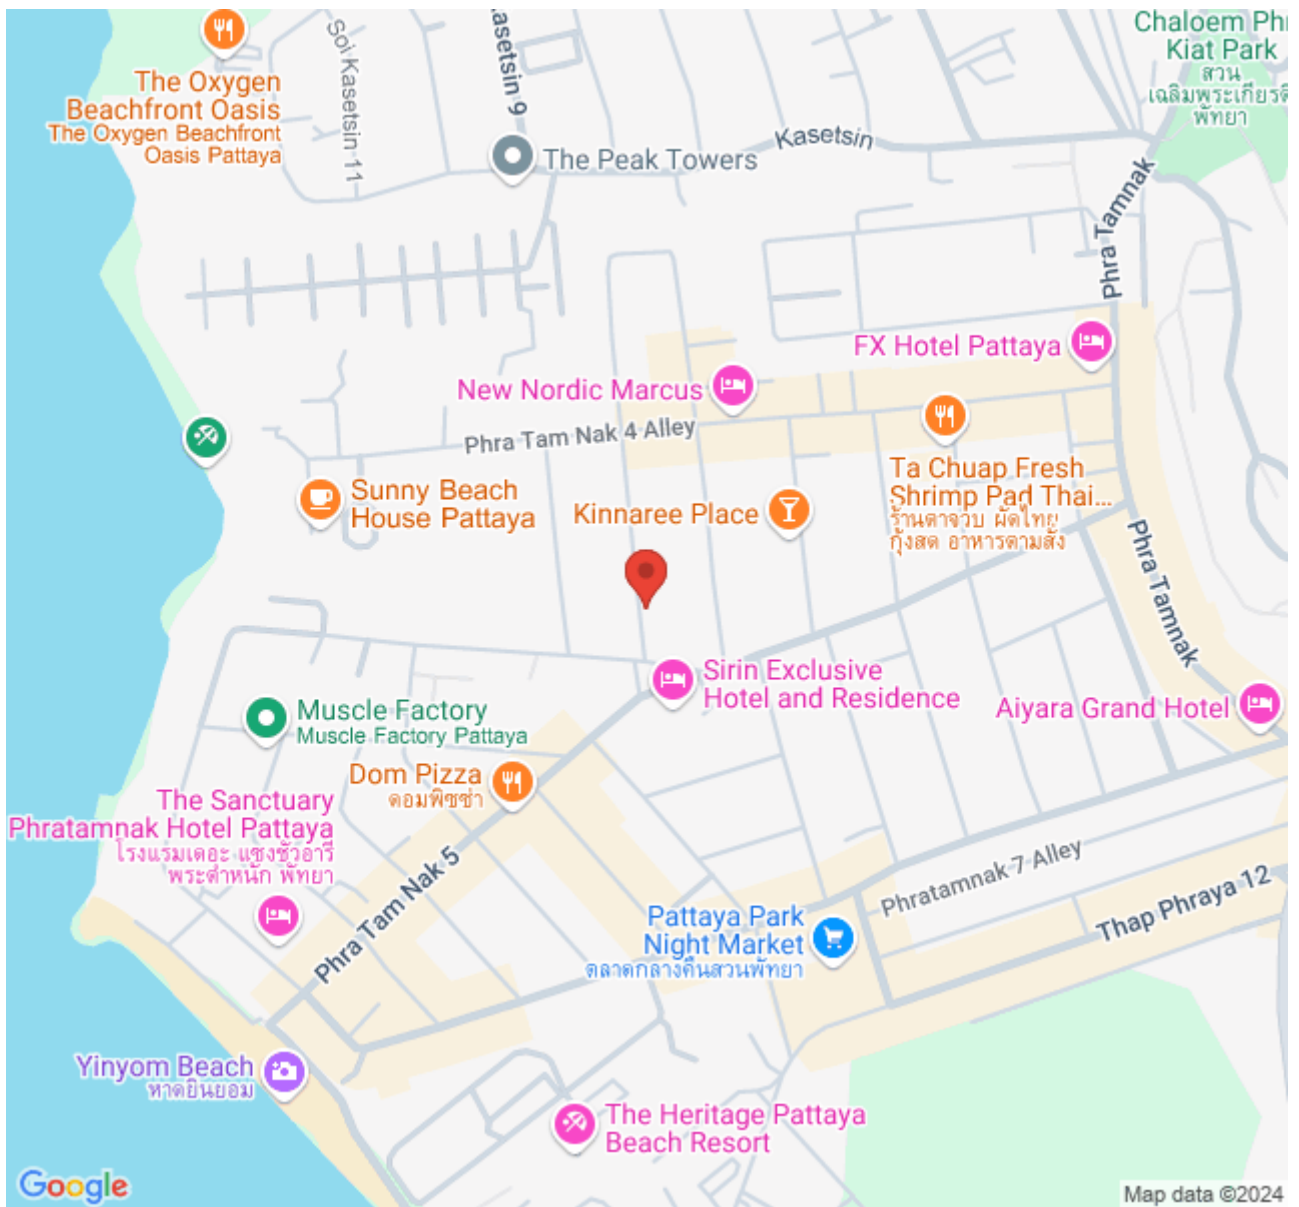 Chaloem Ph
Kiat Park
สวน
เฉลิมพระเกียรติ
พัทยา
The Oxygen
Beachfront Oasis
The Oxygen Beachfront
Oasis Pattaya
Soi Kasetsin 11
Kasetsin 9
The Peak Towers
Kasetsin
Phra Tamnak
FX Hotel Pattaya
New Nordic Marcus
Phra Tam Nak 4 Alley
Ta Chuap Fresh
Shrimp Pad Thai...
ร้านตาจวบ ผัดไทย
กุ้งสด อาหารตามสั่ง
Sunny Beach
House Pattaya
Kinnaree Place
Phra Tamnak
Sirin Exclusive
Hotel and Residence
Aiyara Grand Hotel
Muscle Factory
Muscle Factory Pattaya
Dom Pizza
ดอมพิซซ่า
The Sanctuary
Phratamnak Hotel Pattaya
โรงแรมเดอะ แซงชัวอารี
พระตำหนัก พัทยา
Phra Tam Nak 5
Phratamnak 7 Alley
Thap Phraya 12
Pattaya Park
Night Market
ตลาดกลางคืนสวนพัทยา
Yinyom Beach
หาดยินยอม
The Heritage Pattaya
Beach Resort
Google
Map data ©2024